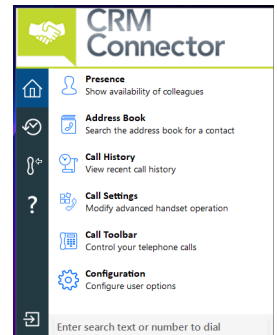 CRM
Connector
Presence
Show availability of colleagues
Address Book
Search the address book for a contact
Call History
View recent call history
Call Settings
Modify advanced handset operation
?
Call Toolbar
Control your telephone calls
Configuration
Configure user options
Enter search text or number to dial